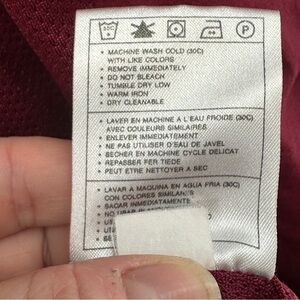 30C P
• MACHINE WASH COLD (30C)
WITH LIKE COLORS
• REMOVE IMMEDIATELY
• DO NOT BLEACH
• TUMBLE DRY LOW
• WARM IRON
• DRY CLEANABLE
• LAVER EN MACHINE A L'EAU FROIDE (30C)
AVEC COULEURS SIMILAIRES
• ENLEVER IMMEDIATEMENT
• NE PAS UTILISER D'EAU DE JAVEL
• SECHER EN MACHINE CYCLE DELICAT
• REPASSER FER TIEDE
• PEUT ETRE NETTOYER A SEC
• LAVAR A MAQUINA EN AGUA FRIA (30C)
CON COLORES SIMILARES
• SACAR INMEDIATAMENTE
• NO USAR